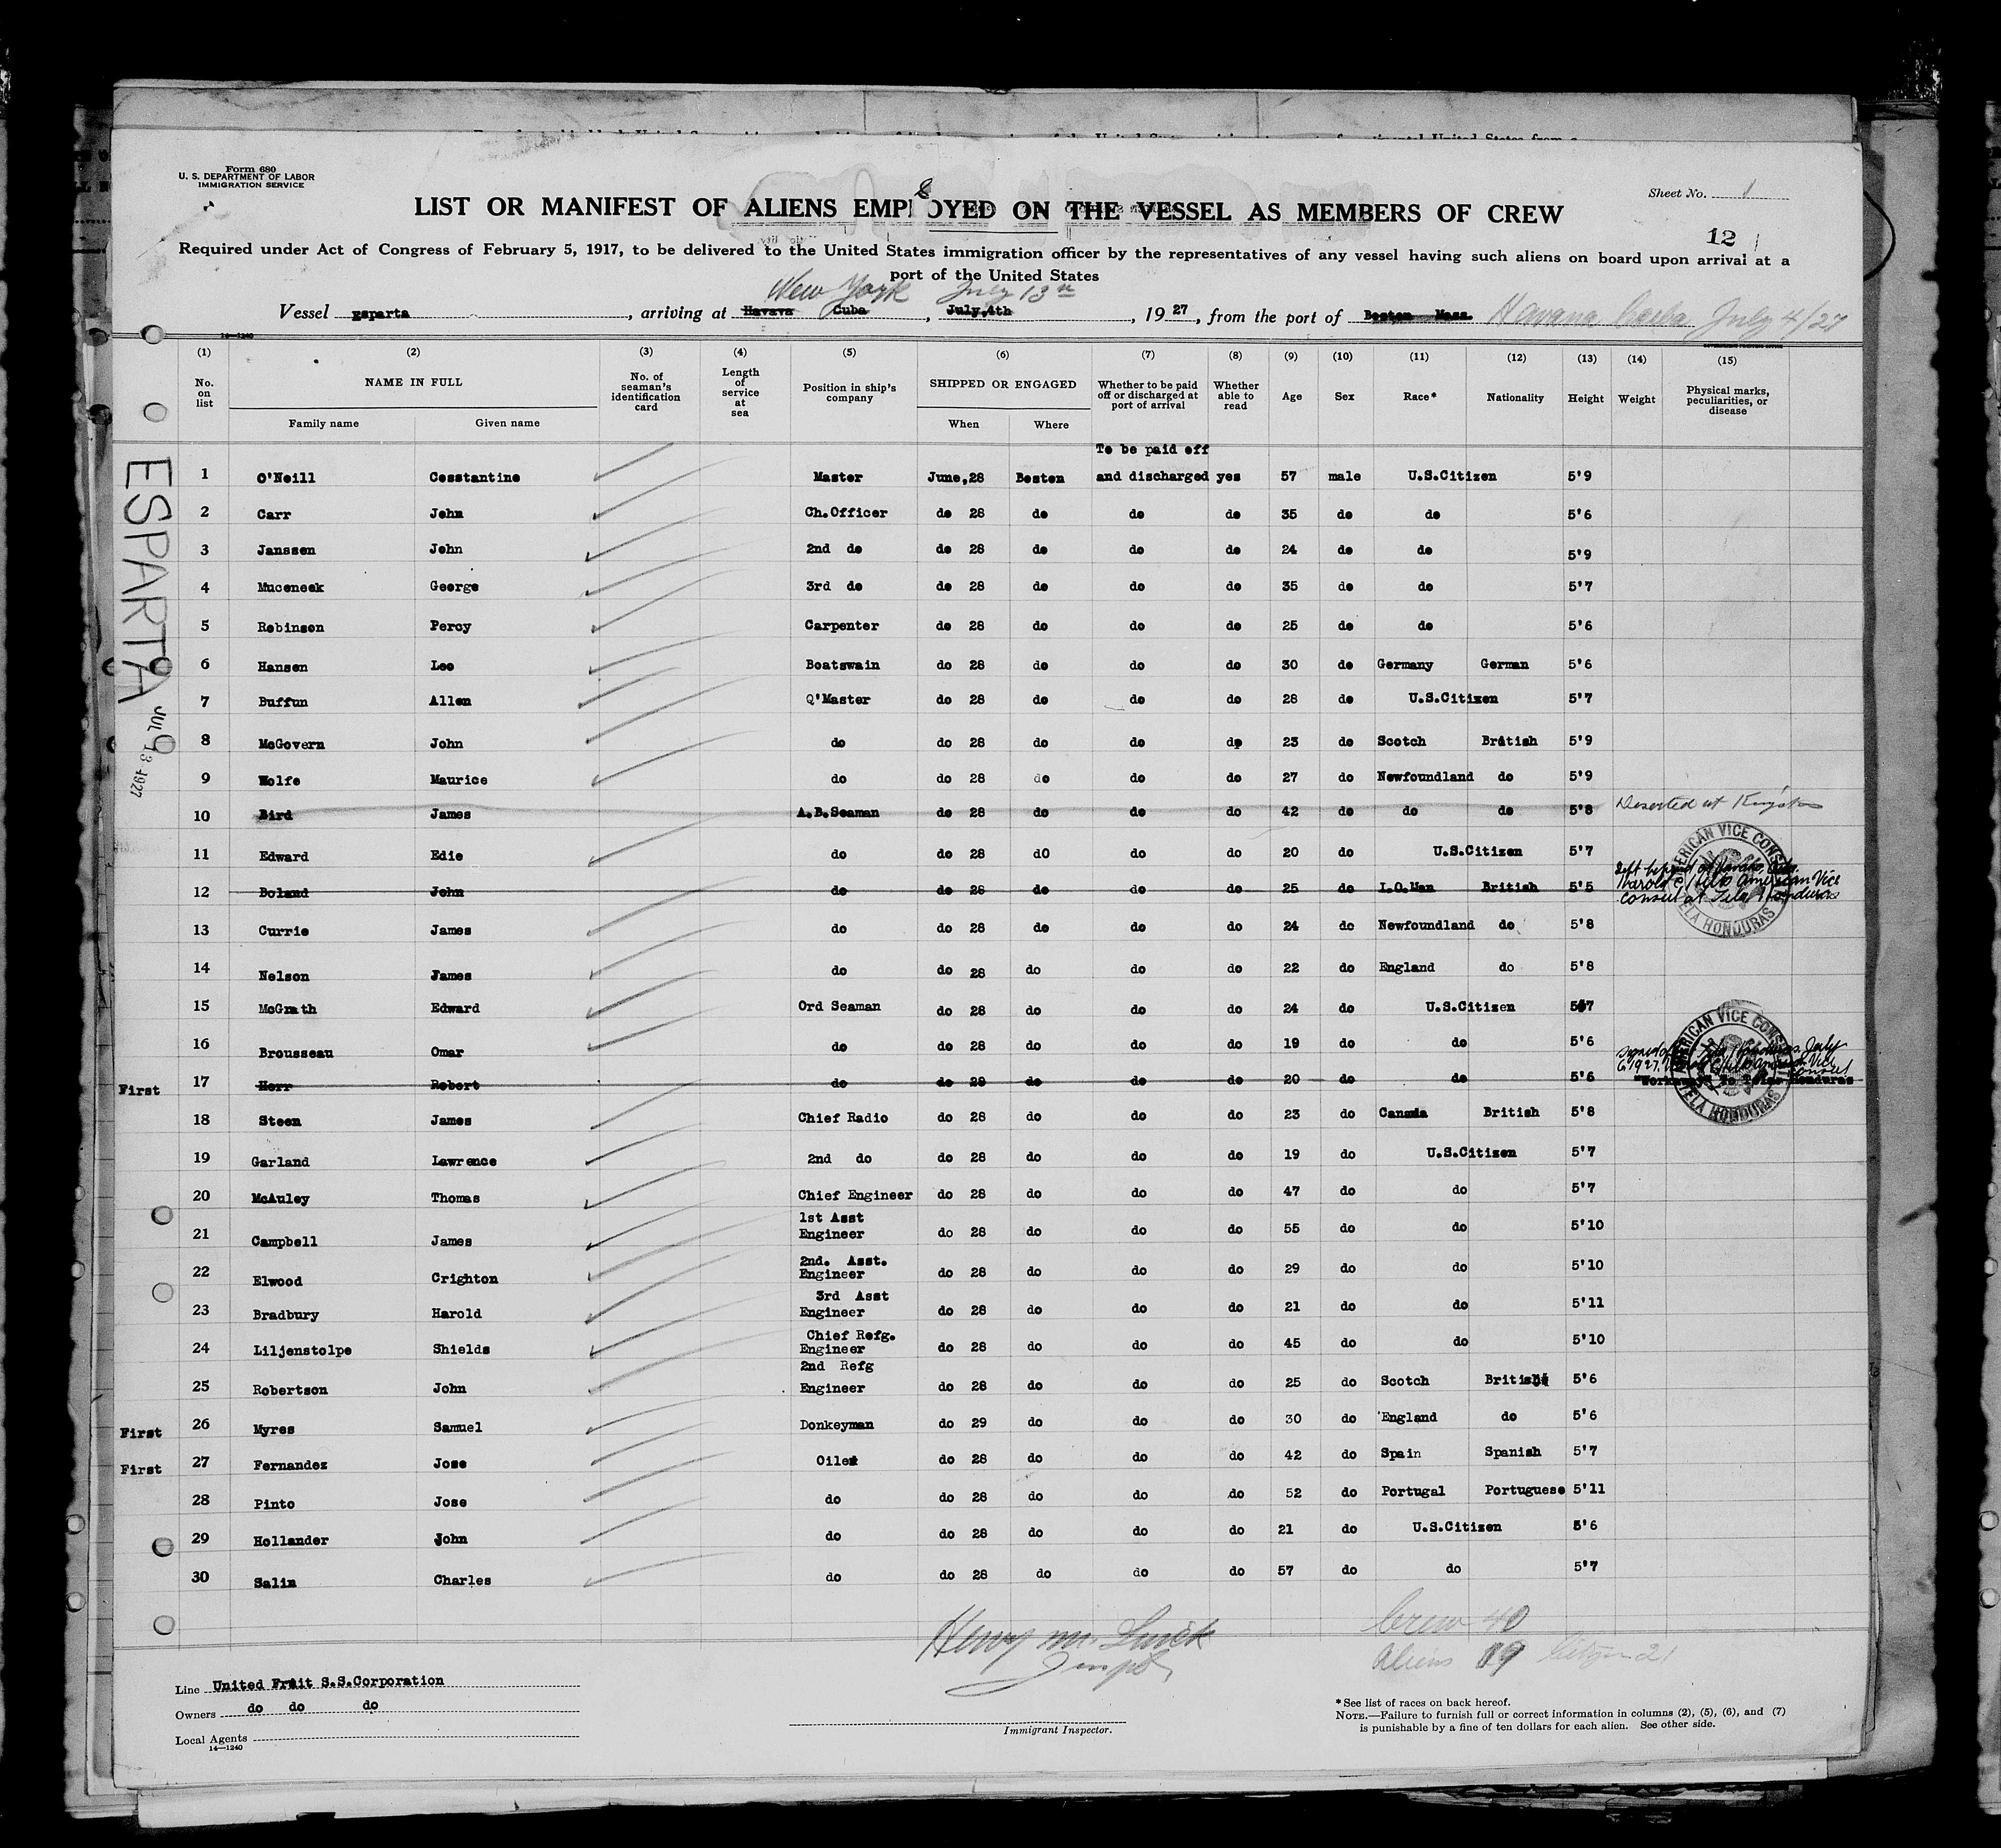 Form 680
U. S. DEPARTMENT OF LABOR
IMMIGRATION SERVICE
Sheet No. 1
8
LIST OR MANIFEST OF ALIENS EMPLOYED ON THE VESSEL AS MEMBERS OF CREW
12
Required under Act of Congress of February 5, 1917, to be delivered to the United States immigration officer by the representatives of any vessel having such aliens on board upon arrival at a
port of the United States
New York July 13th
Vessel Esparta , arriving at Havava Cuba , July,4th , 1927 , from the port of Boston Mass. Havana Cuba July 4/27
14—1240
(1) (2) (3) (4) (5) (6) (7) (8) (9) (10) (11) (12) (13) (14) (15)
No. on list NAME IN FULL Family name Given name No. of seaman's identification card Length of service at sea Position in ship's company SHIPPED OR ENGAGED When Where Whether to be paid off or discharged at port of arrival Whether able to read Age Sex Race* Nationality Height Weight Physical marks, peculiarities, or disease
ESPARTA
JUL 13 1927
To be paid off
1 O'Neill Cosstantine Master June,28 Boston and discharged yes 57 male U.S.Citizen 5'9
2 Carr John Ch.Officer do 28 do do do 35 do do 5'6
3 Janssen John 2nd do do 28 do do do 24 do do 5'9
4 Muceneek George 3rd do do 28 do do do 35 do do 5'7
5 Robinson Percy Carpenter do 28 do do do 25 do do 5'6
6 Hansen Leo Boatswain do 28 do do do 30 do Germany German 5'6
7 Buffun Allen Q'Master do 28 do do do 28 do U.S.Citizen 5'7
8 McGovern John do do 28 do do do 23 do Scotch British 5'9
9 Wolfe Maurice do do 28 do do do 27 do Newfoundland do 5'9
10 Bird James A.B.Seaman do 28 do do do 42 do do do 5'8 Deserted at Kingston
11 Edward Edie do do 28 dO do do 20 do U.S.Citizen 5'7
12 Boland John do do 28 do do do 25 do I.O.Man British 5'5
Consul at Tela Honduras
AMERICAN VICE CONSUL
TELA HONDURAS
13 Currie James do do 28 do do do 24 do Newfoundland do 5'8
14 Nelson James do do 28 do do do 22 do England do 5'8
15 McGrath Edward Ord Seaman do 28 do do do 24 do U.S.Citizen 5'7
16 Brousseau Omar do do 28 do do do 19 do do 5'6
First 17 Herr Robert do do 29 do do do 20 do do 5'6
AMERICAN VICE CONSUL
TELA HONDURAS
18 Steen James Chief Radio do 28 do do do 23 do Canada British 5'8
19 Garland Lawrence 2nd do do 28 do do do 19 do U.S.Citizen 5'7
20 McAuley Thomas Chief Engineer do 28 do do do 47 do do 5'7
21 Campbell James 1st Asst Engineer do 28 do do do 55 do do 5'10
22 Elwood Crighton 2nd. Asst. Engineer do 28 do do do 29 do do 5'10
23 Bradbury Harold 3rd Asst Engineer do 28 do do do 21 do do 5'11
24 Liljenstolpe Shields Chief Refg. Engineer do 28 do do do 45 do do 5'10
25 Robertson John 2nd Refg Engineer do 28 do do do 25 do Scotch British 5'6
First 26 Myres Samuel Donkeyman do 29 do do do 30 do England do 5'6
First 27 Fernandez Jose Oiler do 28 do do do 42 do Spain Spanish 5'7
28 Pinto Jose do do 28 do do do 52 do Portugal Portuguese 5'11
29 Hollander John do do 28 do do do 21 do U.S.Citizen 5'6
30 Salin Charles do do 28 do do do 57 do do 5'7
Crew 40
Aliens 19 Citizen 21
Line United Fruit S.S.Corporation
Owners do do do
Local Agents
14—1240
Immigrant Inspector.
* See list of races on back hereof.
NOTE.—Failure to furnish full or correct information in columns (2), (5), (6), and (7)
is punishable by a fine of ten dollars for each alien. See other side.